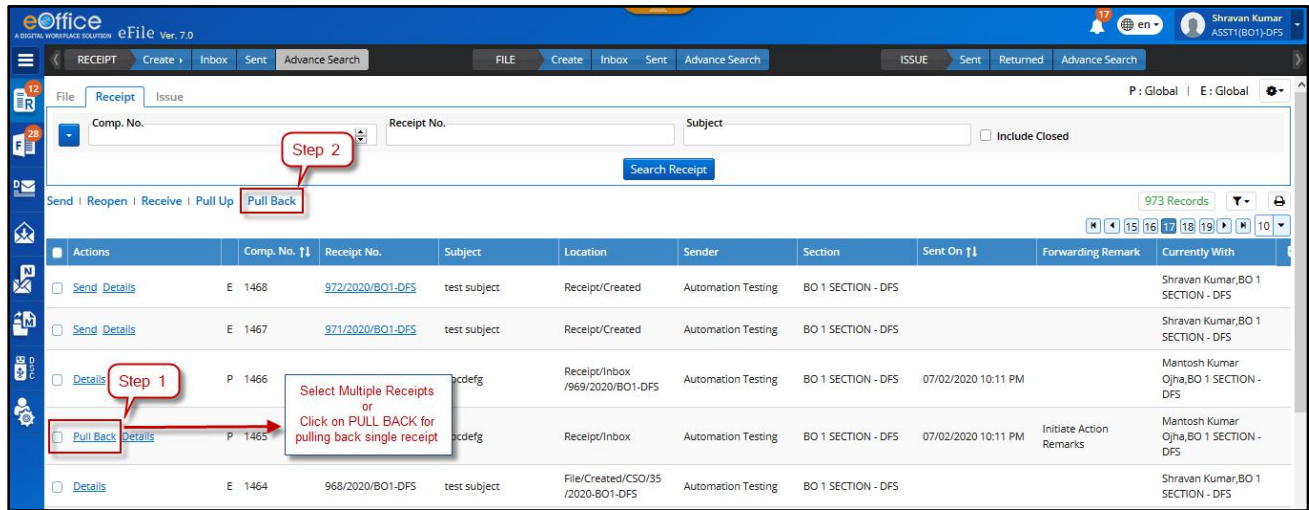 eOffice
A DIGITAL WORKPLACE SOLUTION eFile Ver. 7.0
17
en
Shravan Kumar
ASST1(BO1)-DFS
RECEIPT Create Inbox Sent Advance Search FILE Create Inbox Sent Advance Search ISSUE Sent Returned Advance Search
12
R
File Receipt Issue
P : Global | E : Global
Comp. No. Receipt No. Subject
Include Closed
28
F
Step 2
Search Receipt
D
Send | Reopen | Receive | Pull Up | Pull Back
973 Records
15 16 17 18 19 10
Actions Comp. No. Receipt No. Subject Location Sender Section Sent On Forwarding Remark Currently With
N
Send Details E 1468 972/2020/BO1-DFS test subject Receipt/Created Automation Testing BO 1 SECTION - DFS Shravan Kumar,BO 1
SECTION - DFS
M
Send Details E 1467 971/2020/BO1-DFS test subject Receipt/Created Automation Testing BO 1 SECTION - DFS Shravan Kumar,BO 1
SECTION - DFS
DSC
Details P 1466 bcdefg Receipt/Inbox
/969/2020/BO1-DFS Automation Testing BO 1 SECTION - DFS 07/02/2020 10:11 PM Mantosh Kumar
Ojha,BO 1 SECTION -
DFS
Step 1
Select Multiple Receipts
or
Click on PULL BACK for
pulling back single receipt
Pull Back Details P 1465 bcdefg Receipt/Inbox Automation Testing BO 1 SECTION - DFS 07/02/2020 10:11 PM Initiate Action
Remarks Mantosh Kumar
Ojha,BO 1 SECTION -
DFS
Details E 1464 968/2020/BO1-DFS test subject File/Created/CSO/35
/2020-BO1-DFS Automation Testing BO 1 SECTION - DFS Shravan Kumar,BO 1
SECTION - DFS